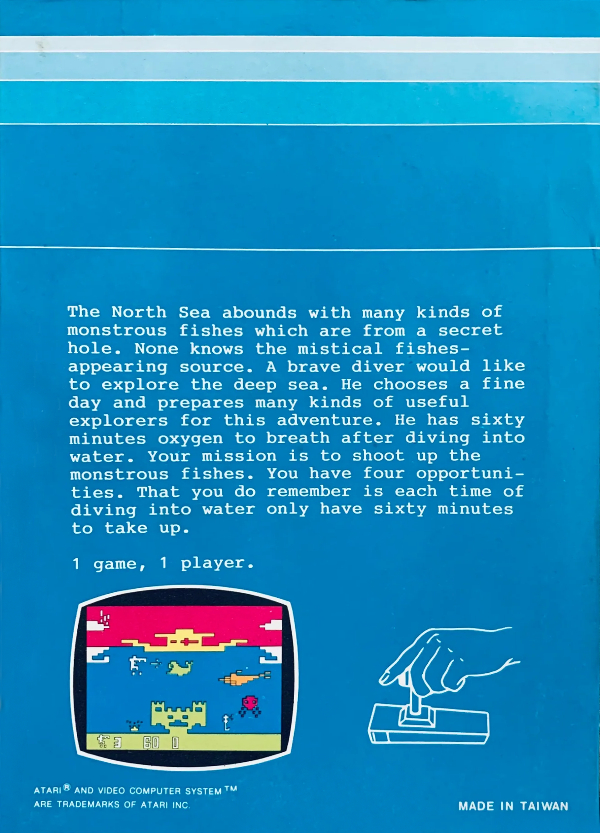 The North Sea abounds with many kinds of
monstrous fishes which are from a secret
hole. None knows the mistical fishes-
appearing source. A brave diver would like
to explore the deep sea. He chooses a fine
day and prepares many kinds of useful
explorers for this adventure. He has sixty
minutes oxygen to breath after diving into
water. Your mission is to shoot up the
monstrous fishes. You have four opportuni-
ties. That you do remember is each time of
diving into water only have sixty minutes
to take up.
1 game, 1 player.
3 60 0
ATARI® AND VIDEO COMPUTER SYSTEM™
ARE TRADEMARKS OF ATARI INC.
MADE IN TAIWAN